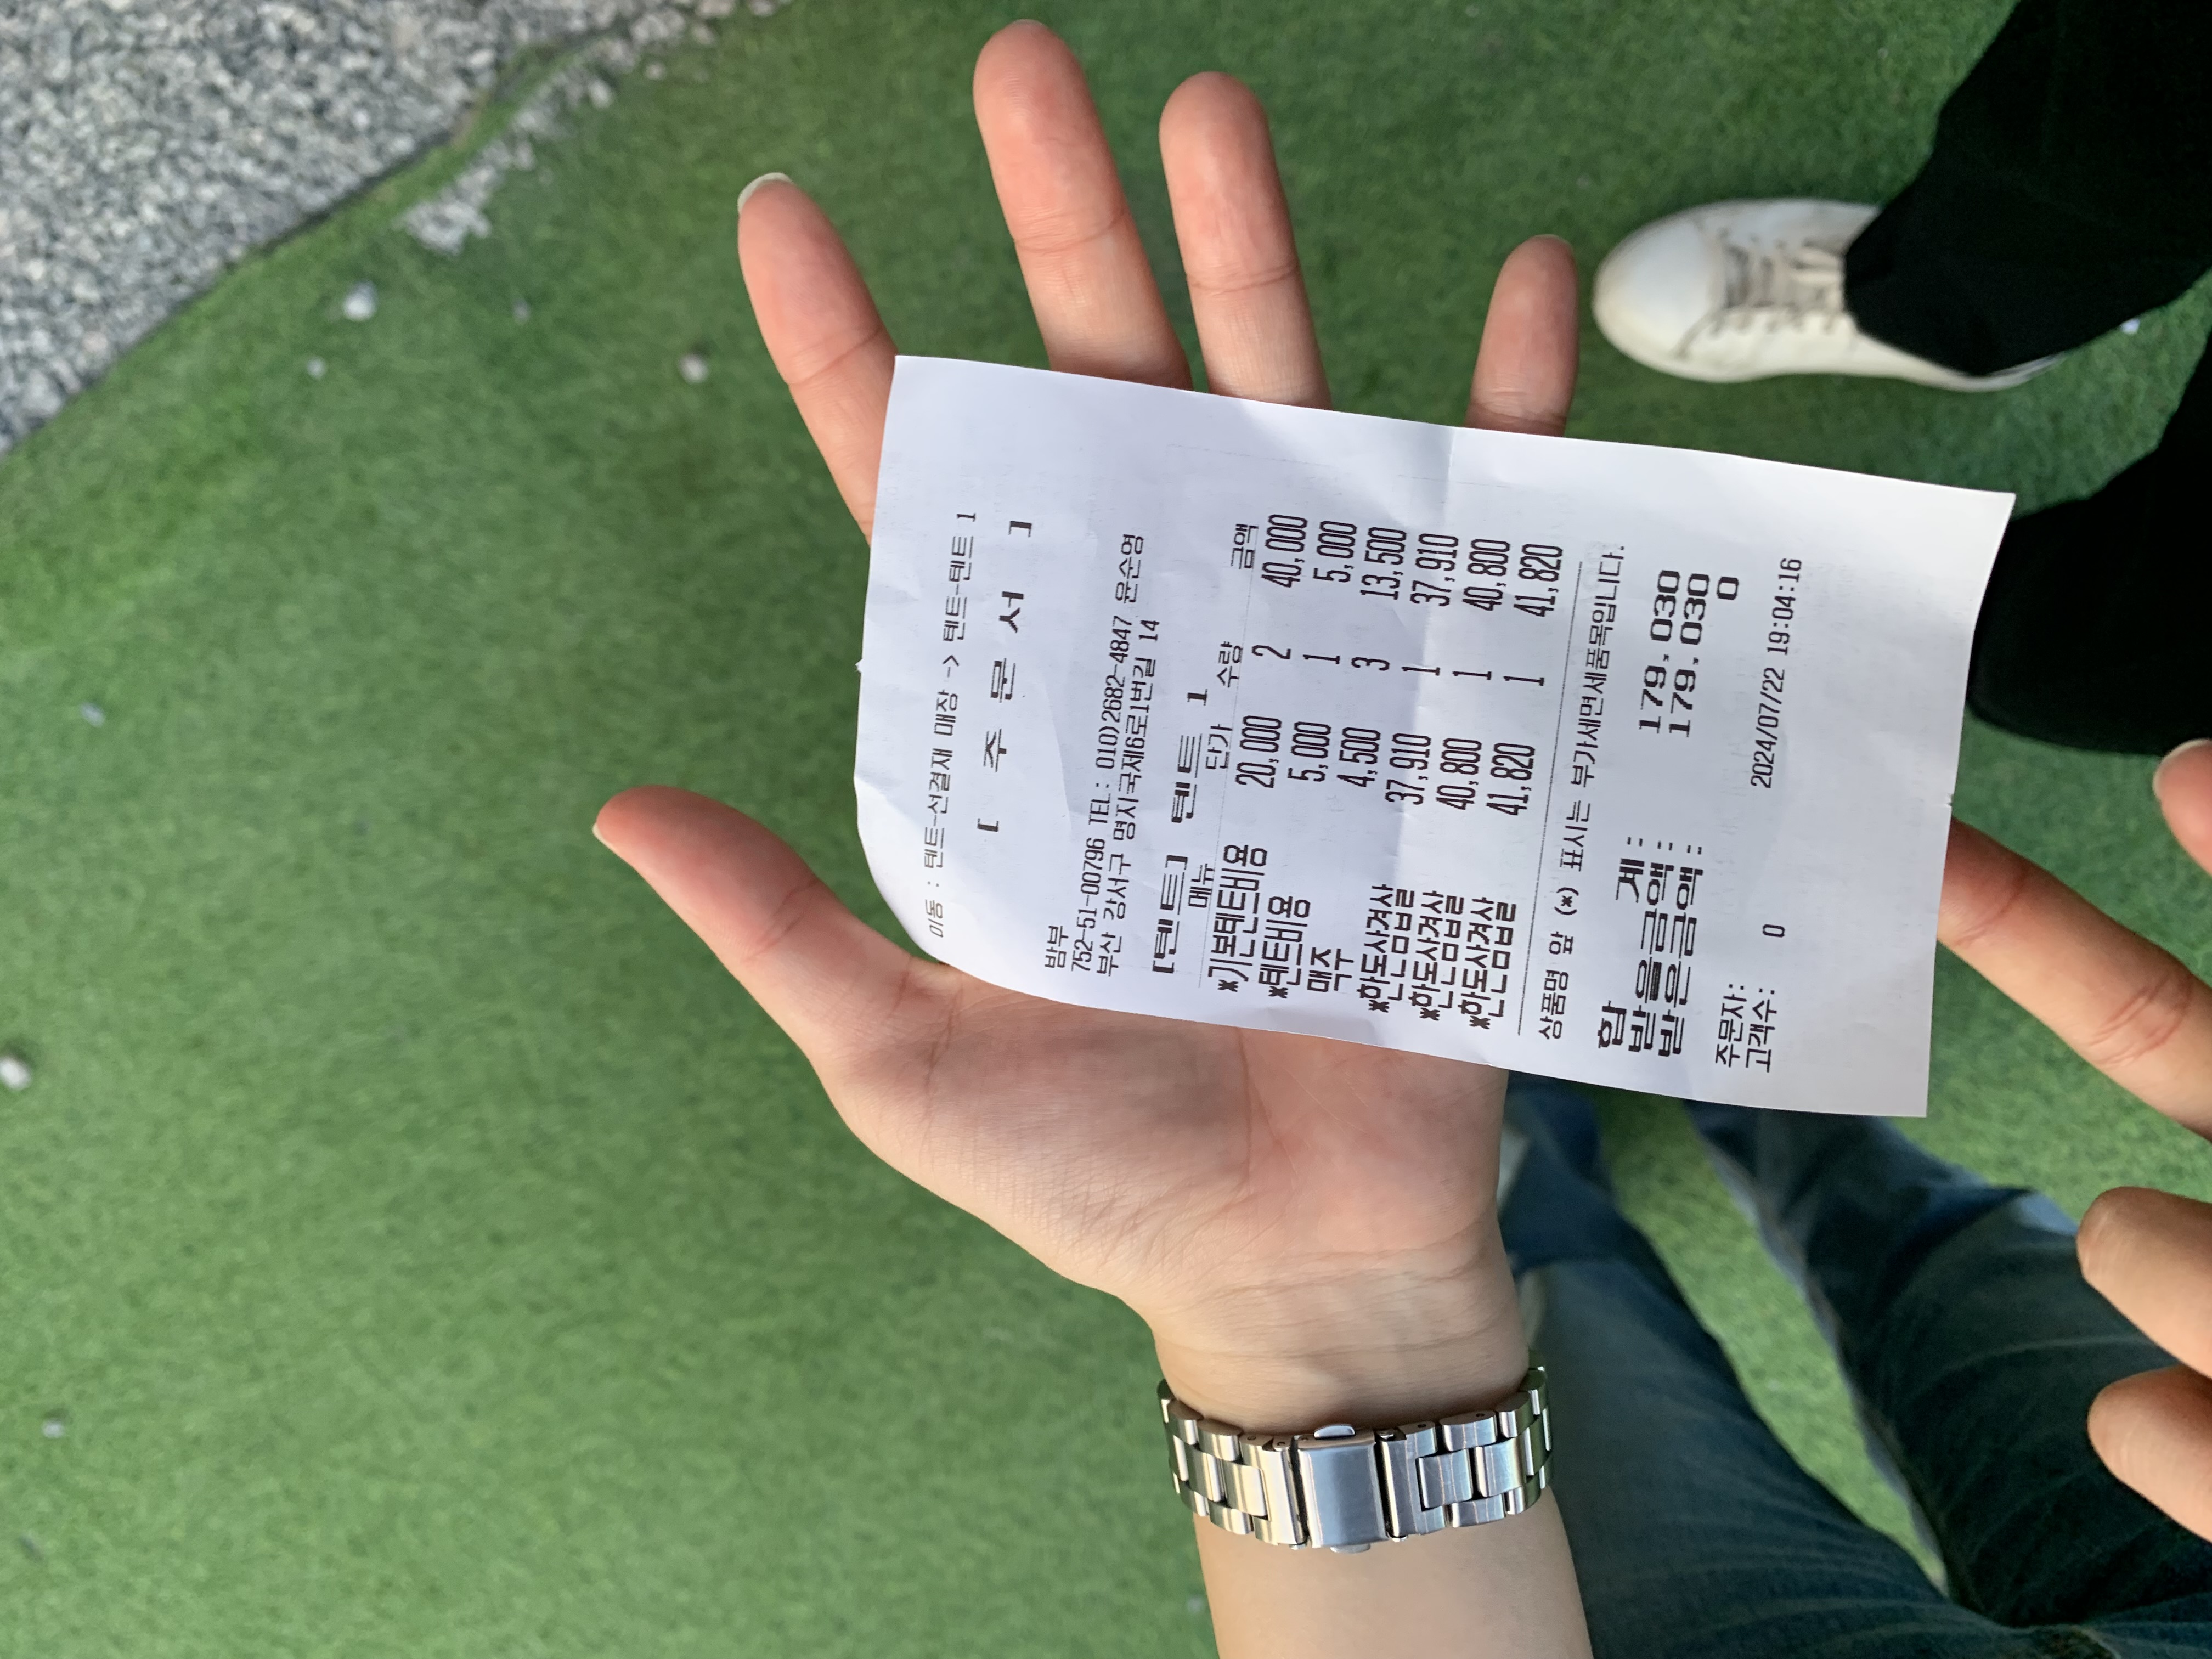 이동 : 텐트-선결재 매장 -> 텐트-텐트 1
[ 주 문 서 ]
밤부
752-51-00796 TEL: 010)2682-4847 윤순영
부산 강서구 명지국제6로1번길 14
[텐트] 텐트 1
메뉴 단가 수량 금액
*기본텐트비용 20,000 2 40,000
*텐트비용 5,000 1 5,000
맥주 4,500 3 13,500
*한돈삼겹살 37,910 1 37,910
*한돈삼겹살 40,800 1 40,800
*한돈삼겹살 41,820 1 41,820
상품명 앞 (*) 표시는 부가세면세품목입니다.
합 계: 179,030
받을금액: 179,030
받은금액: 0
주문자:
고객수: 0 2024/07/22 19:04:16